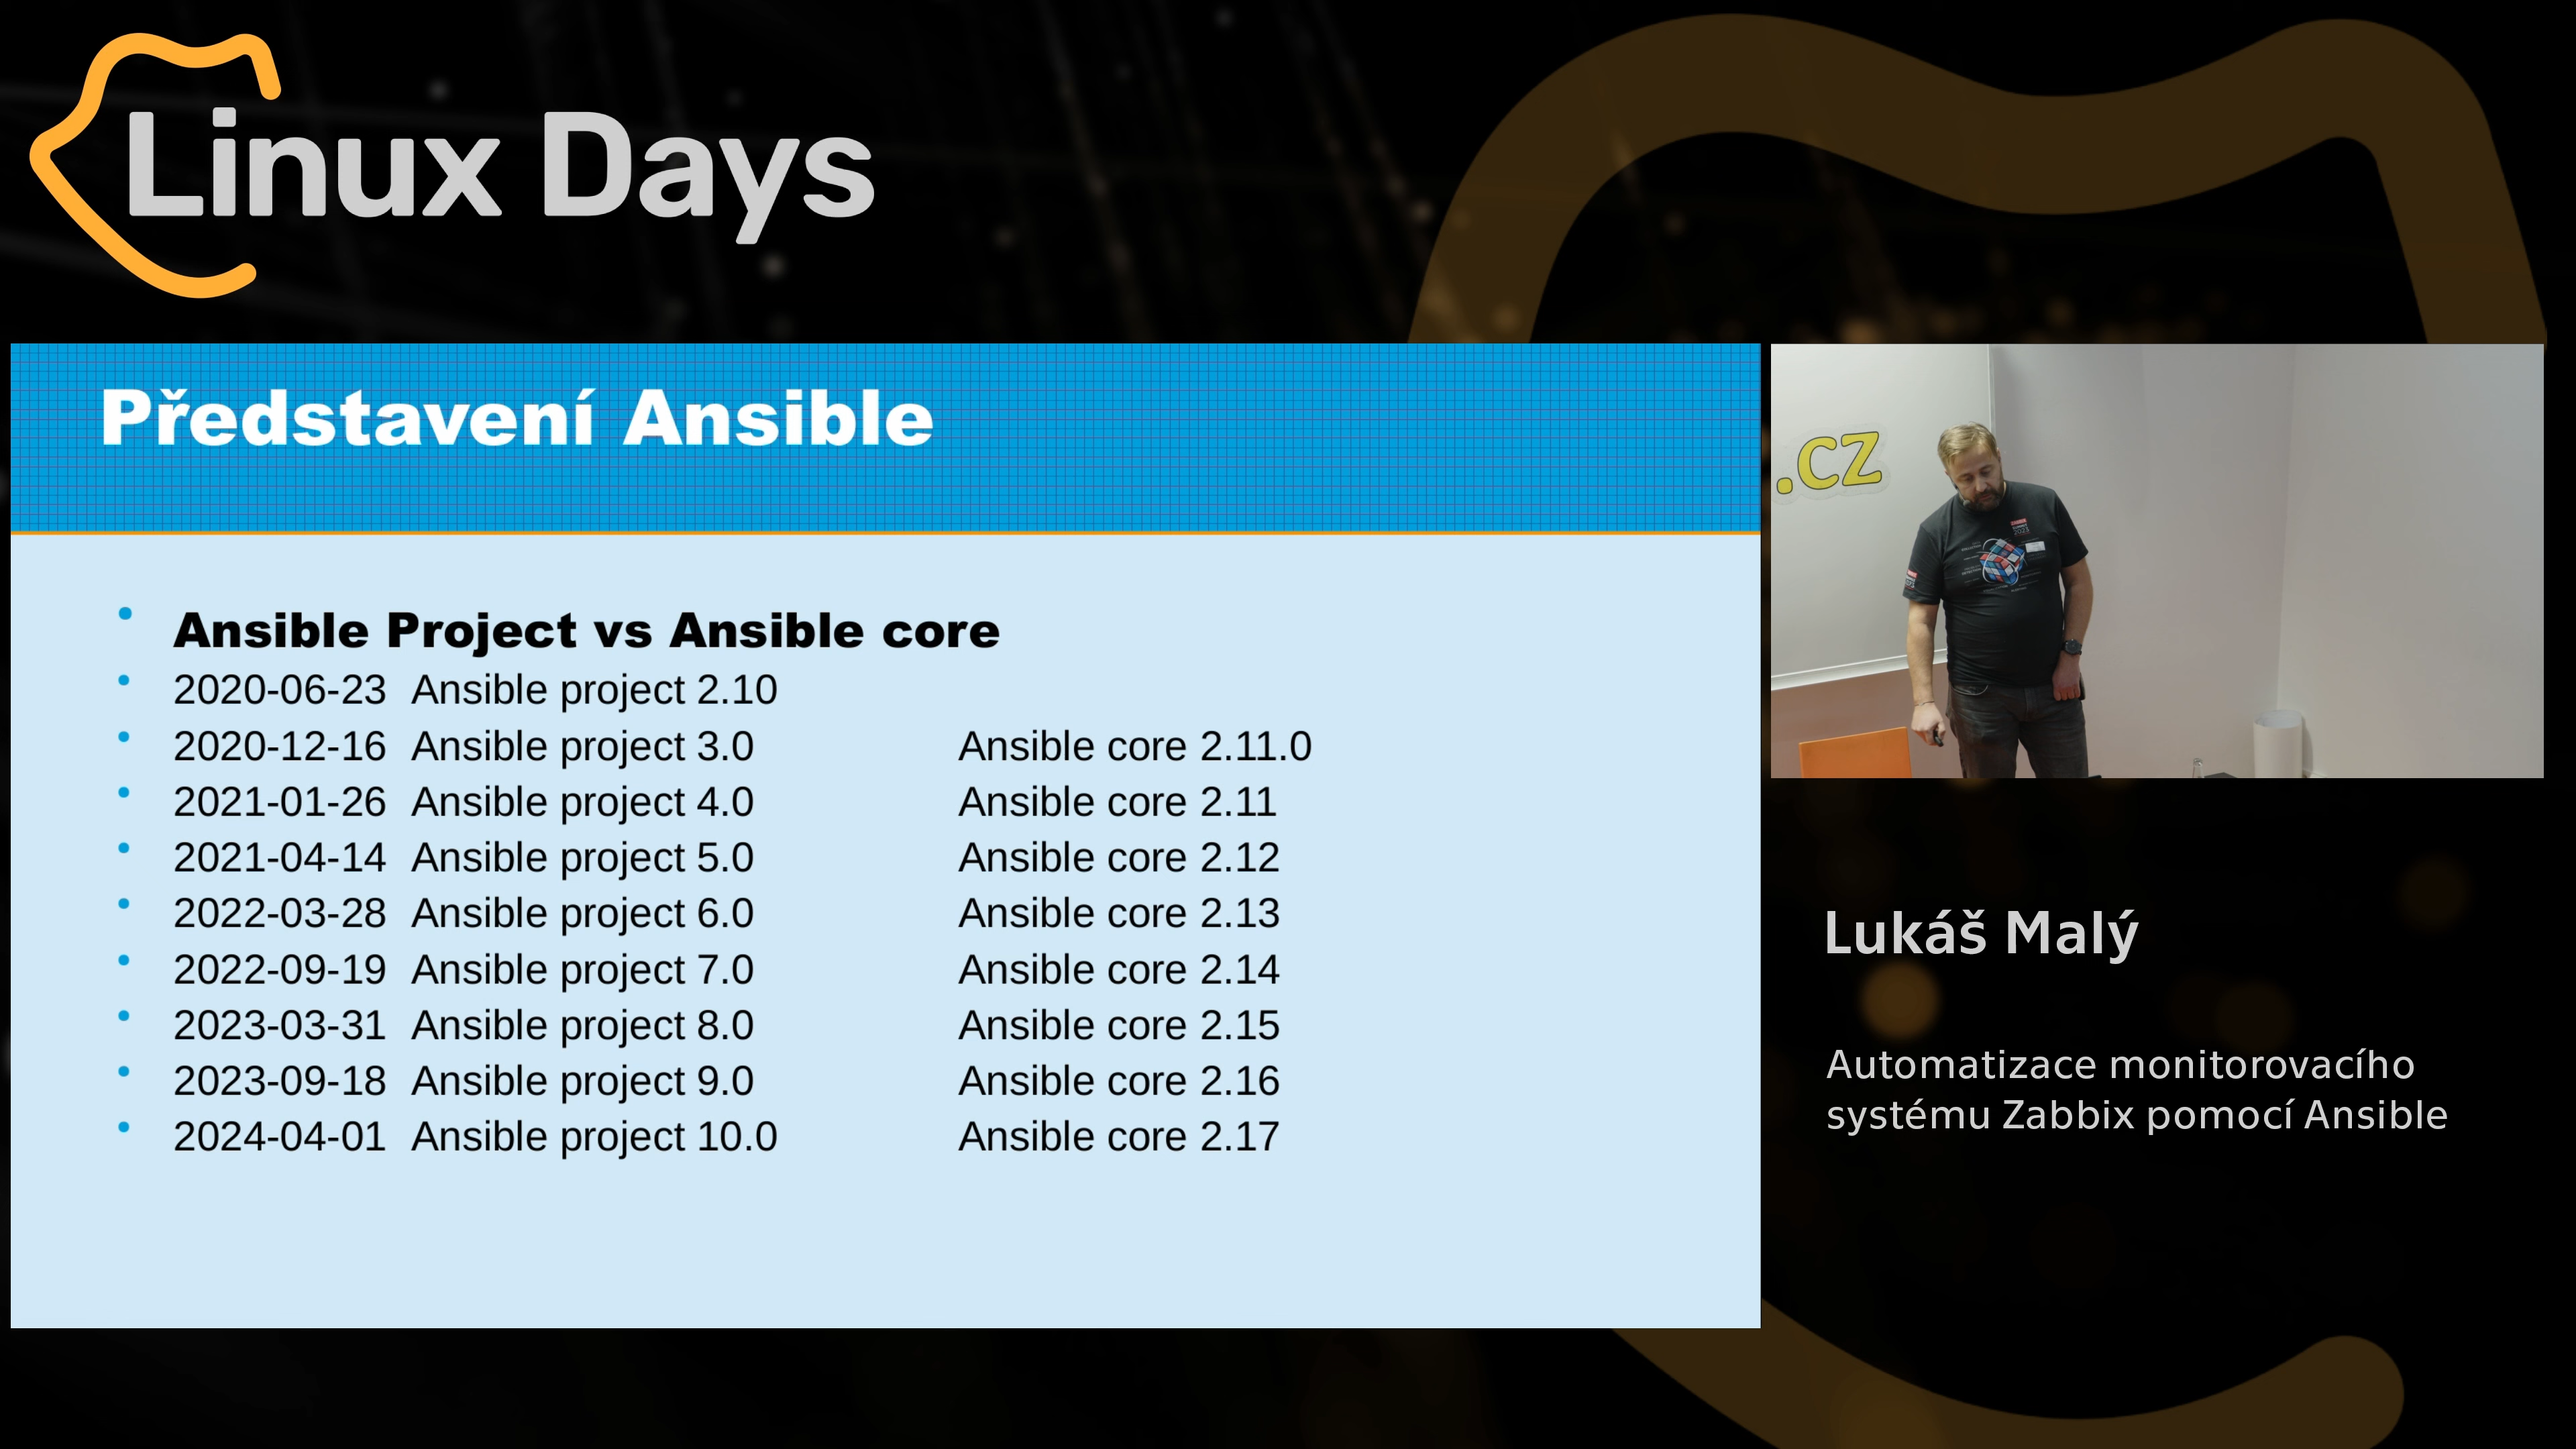 Linux Days
Představení Ansible
Ansible Project vs Ansible core
2020-06-23 Ansible project 2.10
2020-12-16 Ansible project 3.0 Ansible core 2.11.0
2021-01-26 Ansible project 4.0 Ansible core 2.11
2021-04-14 Ansible project 5.0 Ansible core 2.12
2022-03-28 Ansible project 6.0 Ansible core 2.13
2022-09-19 Ansible project 7.0 Ansible core 2.14
2023-03-31 Ansible project 8.0 Ansible core 2.15
2023-09-18 Ansible project 9.0 Ansible core 2.16
2024-04-01 Ansible project 10.0 Ansible core 2.17
.CZ
Lukáš Malý
Automatizace monitorovacího
systému Zabbix pomocí Ansible